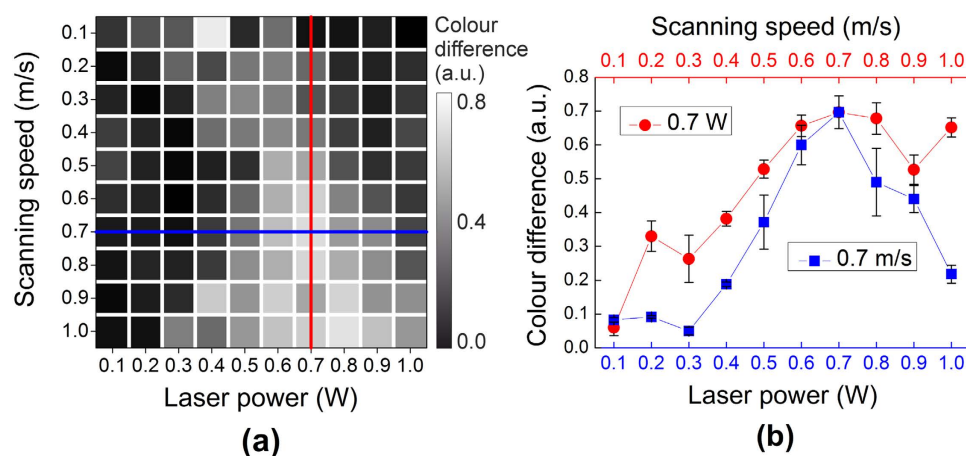 Scanning speed (m/s)
0.1
0.2
0.3
0.4
0.5
0.6
0.7
0.8
0.9
1.0
0.1 0.2 0.3 0.4 0.5 0.6 0.7 0.8 0.9 1.0
Laser power (W)
Colour
difference
(a.u.)
0.8
0.4
0.0
(a)
Scanning speed (m/s)
0.1 0.2 0.3 0.4 0.5 0.6 0.7 0.8 0.9 1.0
Colour difference (a.u.)
0.8
0.7
0.6
0.5
0.4
0.3
0.2
0.1
0.0
0.7 W
0.7 m/s
0.1 0.2 0.3 0.4 0.5 0.6 0.7 0.8 0.9 1.0
Laser power (W)
(b)